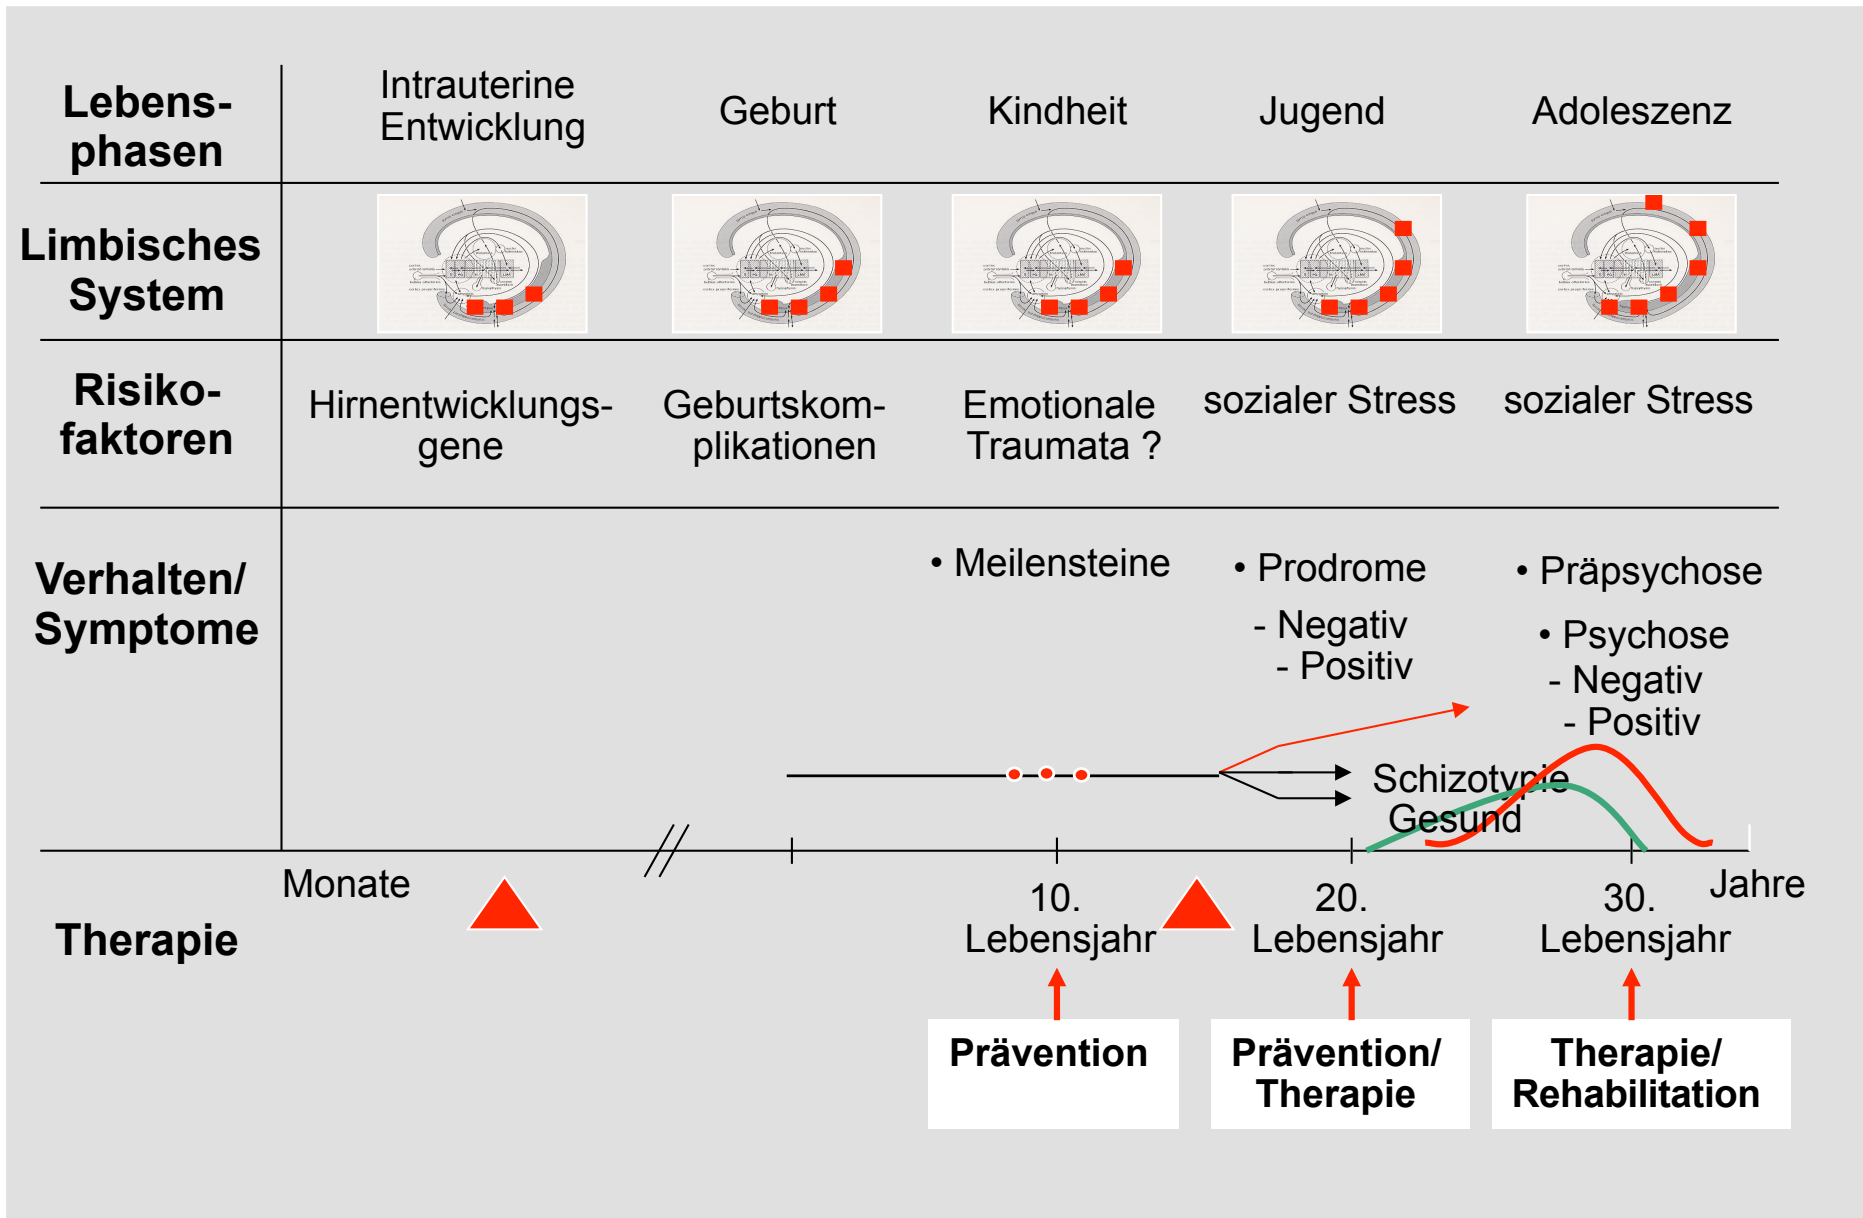 Lebens-
phasen
Intrauterine
Entwicklung
Geburt
Kindheit
Jugend
Adoleszenz
Limbisches
System
Risiko-
faktoren
Hirnentwicklungs-
gene
Geburtskom-
plikationen
Emotionale
Traumata ?
sozialer Stress
sozialer Stress
Verhalten/
Symptome
• Meilensteine
• Prodrome
- Negativ
- Positiv
• Präpsychose
• Psychose
- Negativ
- Positiv
Schizotypie
Gesund
Monate
10.
Lebensjahr
20.
Lebensjahr
30.
Lebensjahr
Jahre
Therapie
Prävention
Prävention/
Therapie
Therapie/
Rehabilitation